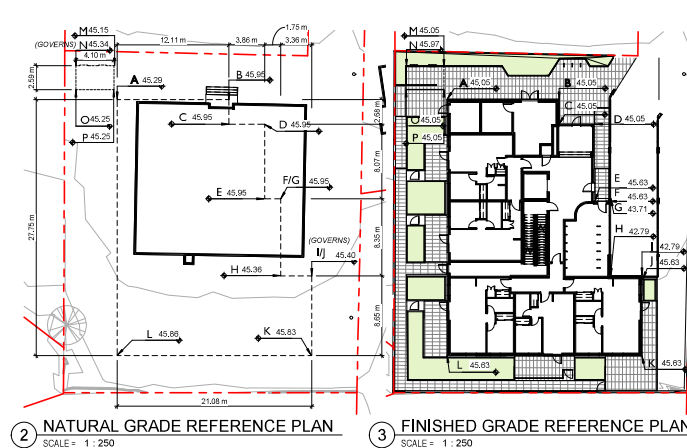 M 45.15
(GOVERNS) N 45.34
4.10 m
12.11 m
3.86 m
1.75 m
3.36 m
2.59 m
A 45.29
B 45.95
C 45.95
D 45.95
O 45.25
P 45.25
2.68 m
8.07 m
E 45.95
F/G 45.95
27.75 m
8.35 m
(GOVERNS)
I/j 45.40
H 45.36
8.65 m
L 45.86
K 45.83
21.08 m
2 NATURAL GRADE REFERENCE PLAN
SCALE = 1 : 250
M 45.05
N 45.97
A 45.05
B 45.05
C 45.05
D 45.05
O 45.05
P 45.05
E 45.63
F 45.63
G 43.71
H 42.79
42.79
J 45.63
L 45.63
K 45.63
3 FINISHED GRADE REFERENCE PLAN
SCALE = 1 : 250